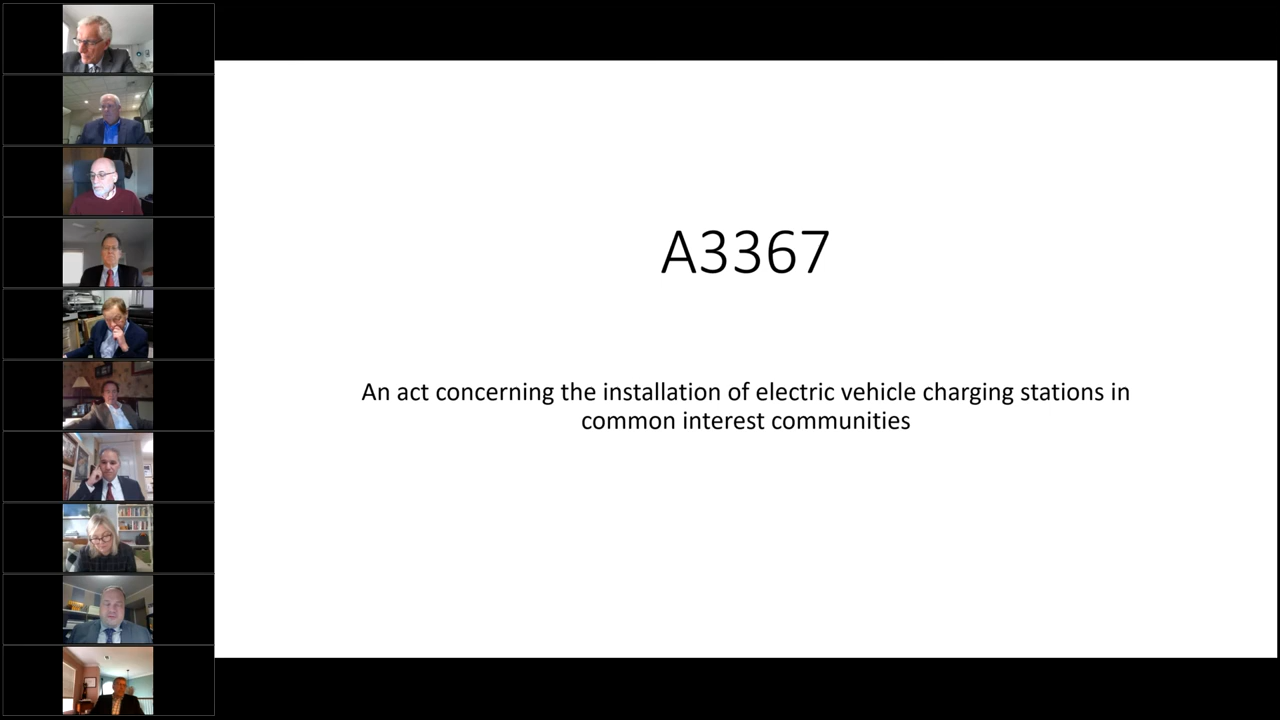 A3367
An act concerning the installation of electric vehicle charging stations in
common interest communities